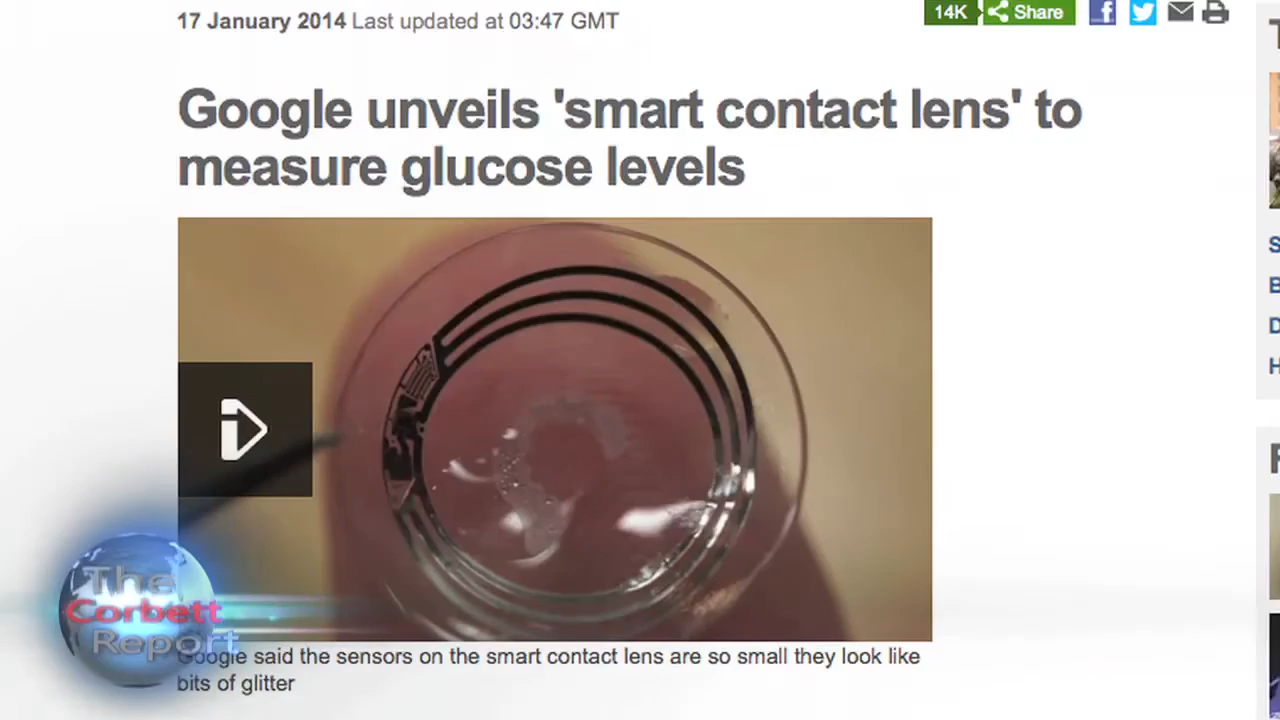 17 January 2014 Last updated at 03:47 GMT
14K
Share
Google unveils 'smart contact lens' to
measure glucose levels
The
Corbett
Report
Google said the sensors on the smart contact lens are so small they look like
bits of glitter